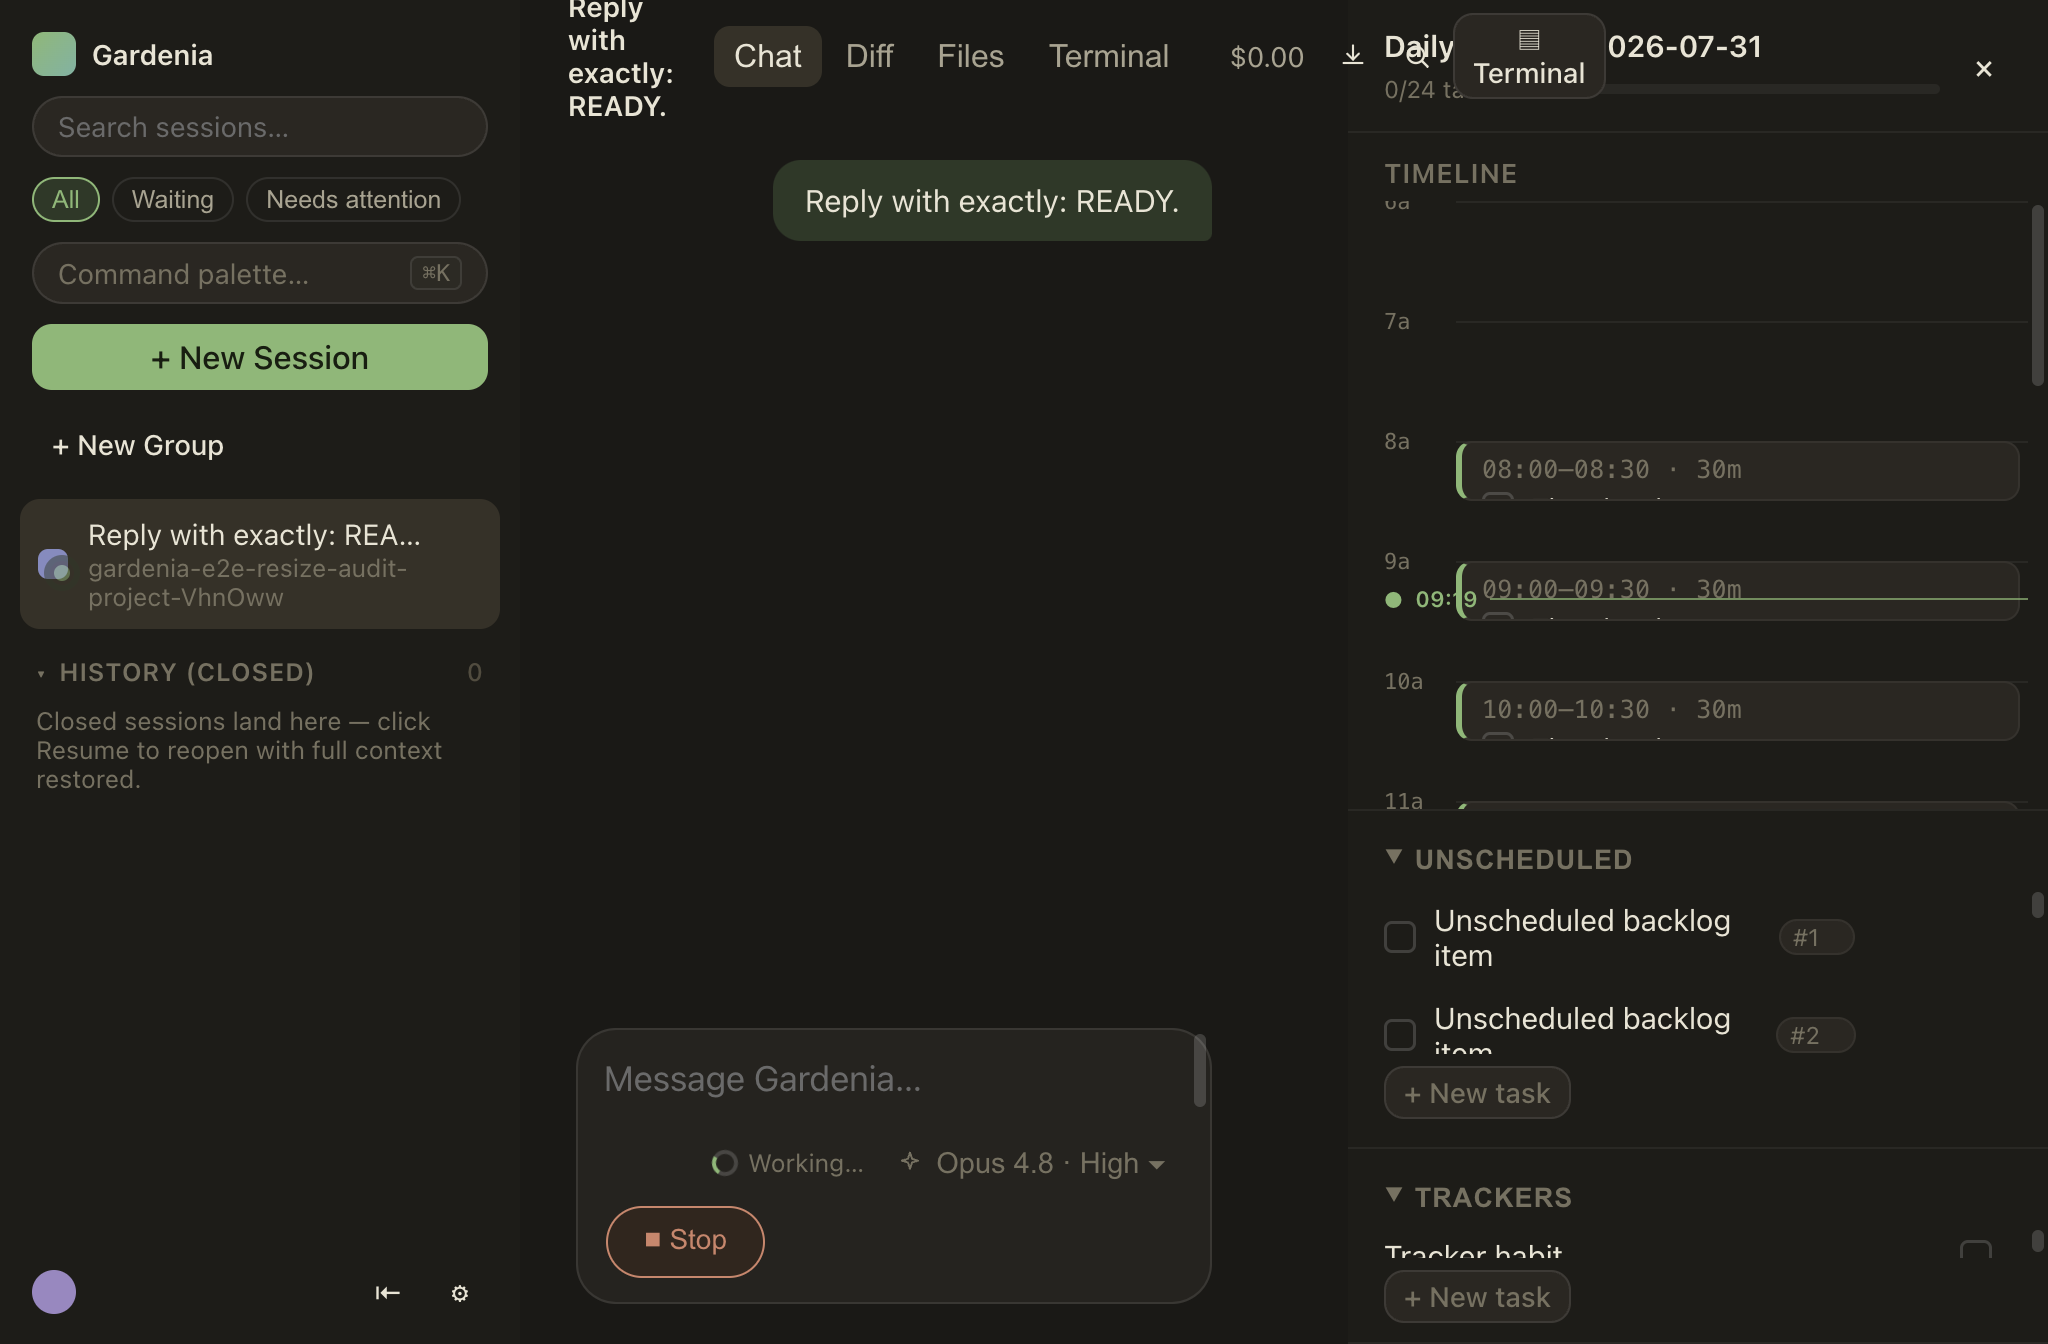 Gardenia
Search sessions...
All Waiting Needs attention
Command palette... ⌘K
+ New Session
+ New Group
Reply with exactly: REA...
gardenia-e2e-resize-audit-
project-VhnOww
▾ HISTORY (CLOSED) 0
Closed sessions land here — click
Resume to reopen with full context
restored.
Reply
with
exactly:
READY.
Chat Diff Files Terminal $0.00
Reply with exactly: READY.
Message Gardenia...
Working... Opus 4.8 · High
Stop
Daily 026-07-31
Terminal
0/24
×
TIMELINE
6a
7a
8a
08:00–08:30 · 30m
9a
09:00–09:30 · 30m
10a
10:00–10:30 · 30m
11a
▼ UNSCHEDULED
Unscheduled backlog
item
#1
Unscheduled backlog
item
#2
+ New task
▼ TRACKERS
Tracker habit
+ New task